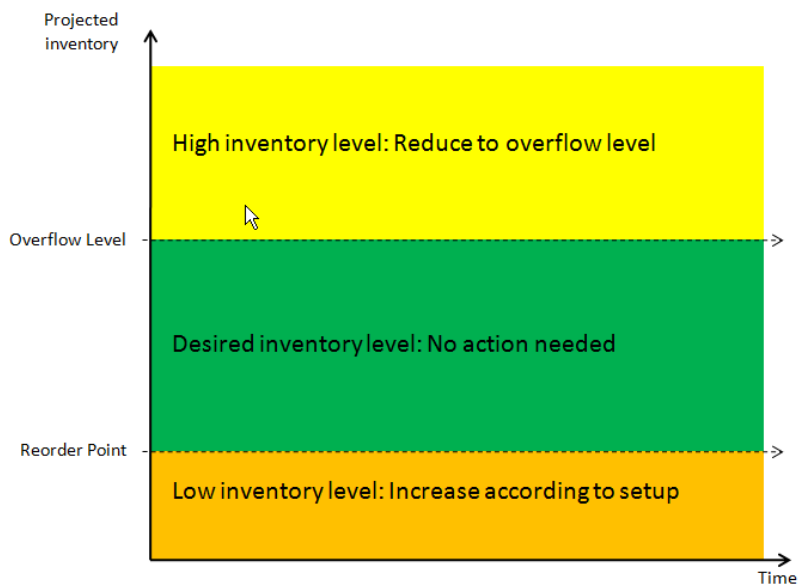 Projected
inventory
High inventory level: Reduce to overflow level
Overflow Level
Desired inventory level: No action needed
Reorder Point
Low inventory level: Increase according to setup
Time